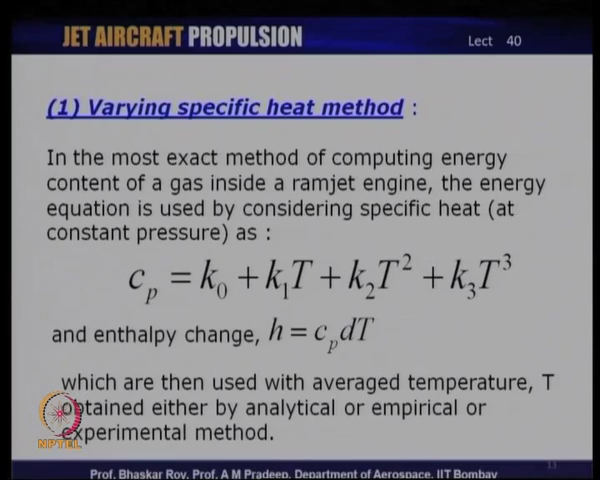 JET AIRCRAFT PROPULSION
Lect 40
(1) Varying specific heat method :
In the most exact method of computing energy
content of a gas inside a ramjet engine, the energy
equation is used by considering specific heat (at
constant pressure) as :
c_p = k_0 + k_1T + k_2T^2 + k_3T^3
and enthalpy change, h = c_p dT
which are then used with averaged temperature, T
obtained either by analytical or empirical or
experimental method.
NPTEL
13
Prof. Bhaskar Roy, Prof. A M Pradeep, Department of Aerospace, IIT Bombay